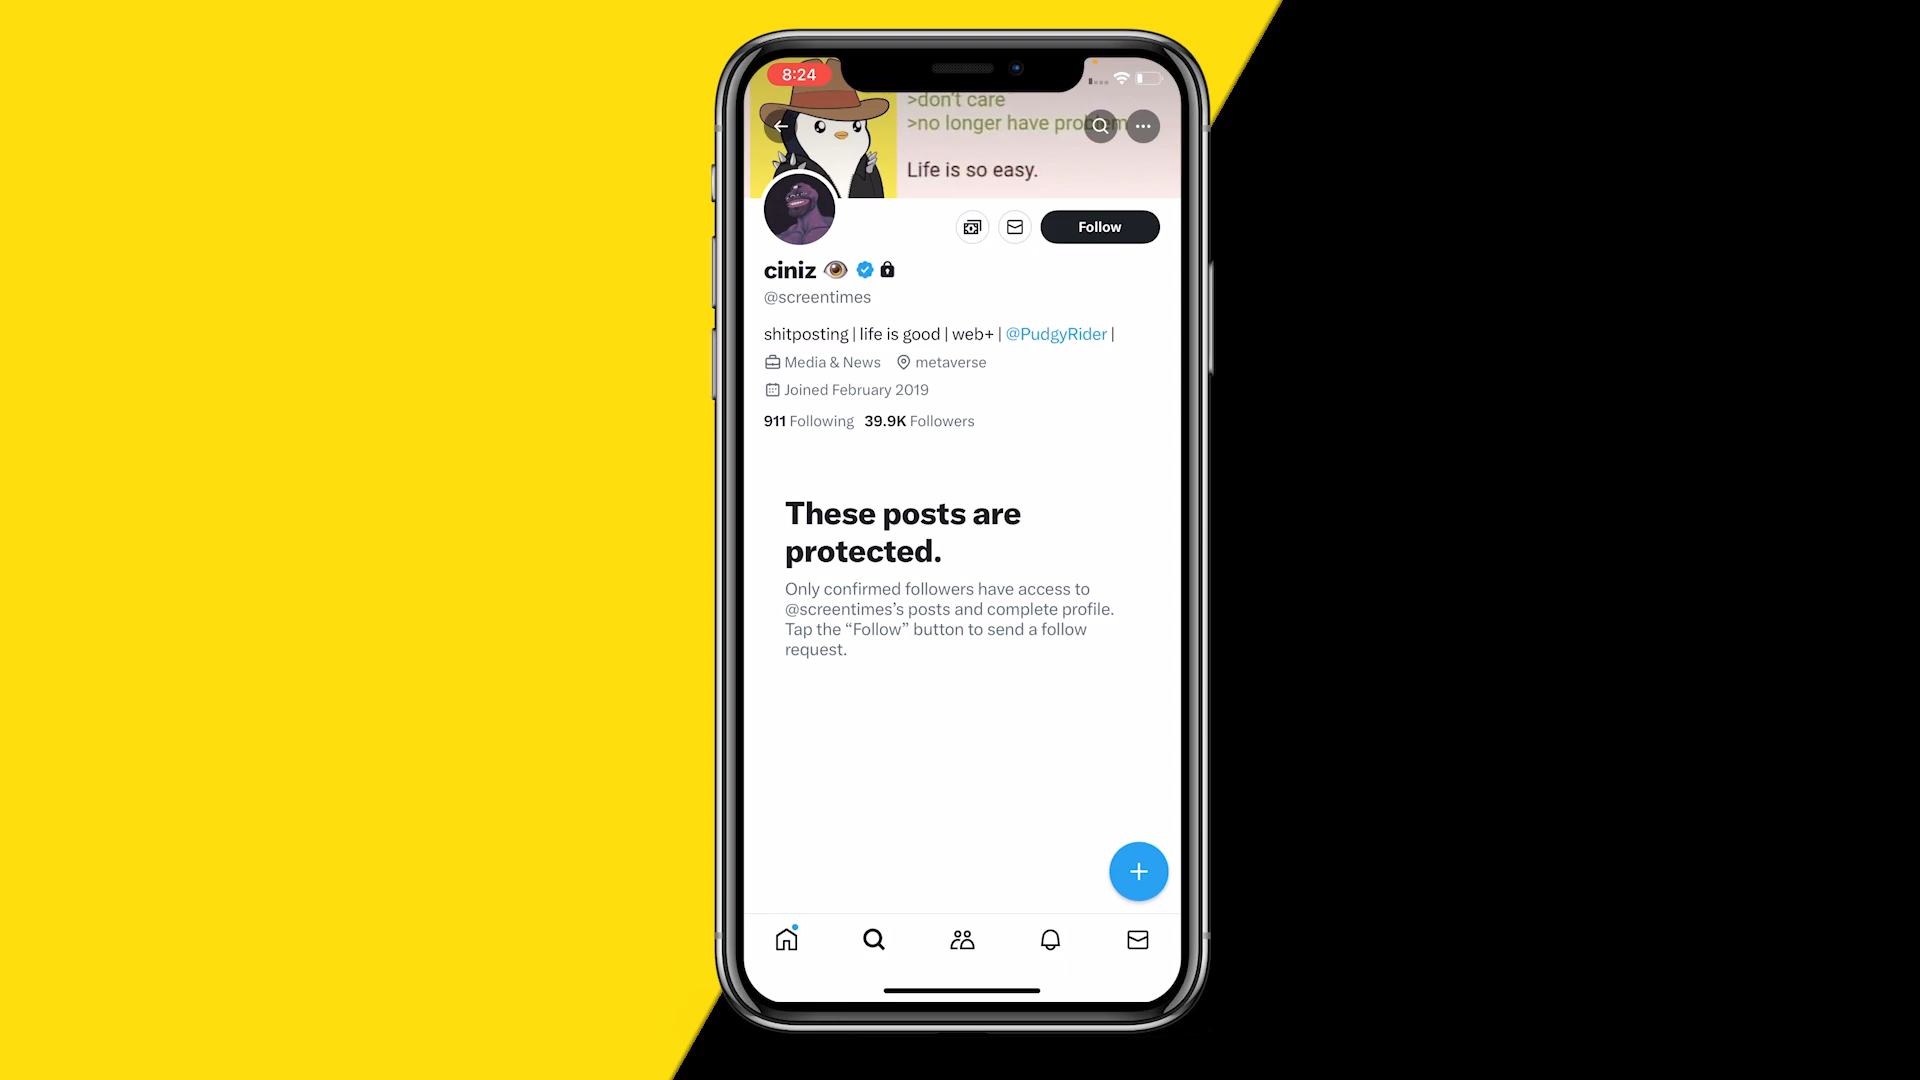 8:24
>don't care
>no longer have problem
Life is so easy.
Follow
ciniz
@screentimes
shitposting | life is good | web+ | @PudgyRider |
Media & News metaverse
Joined February 2019
911 Following 39.9K Followers
These posts are
protected.
Only confirmed followers have access to
@screentimes’s posts and complete profile.
Tap the “Follow” button to send a follow
request.